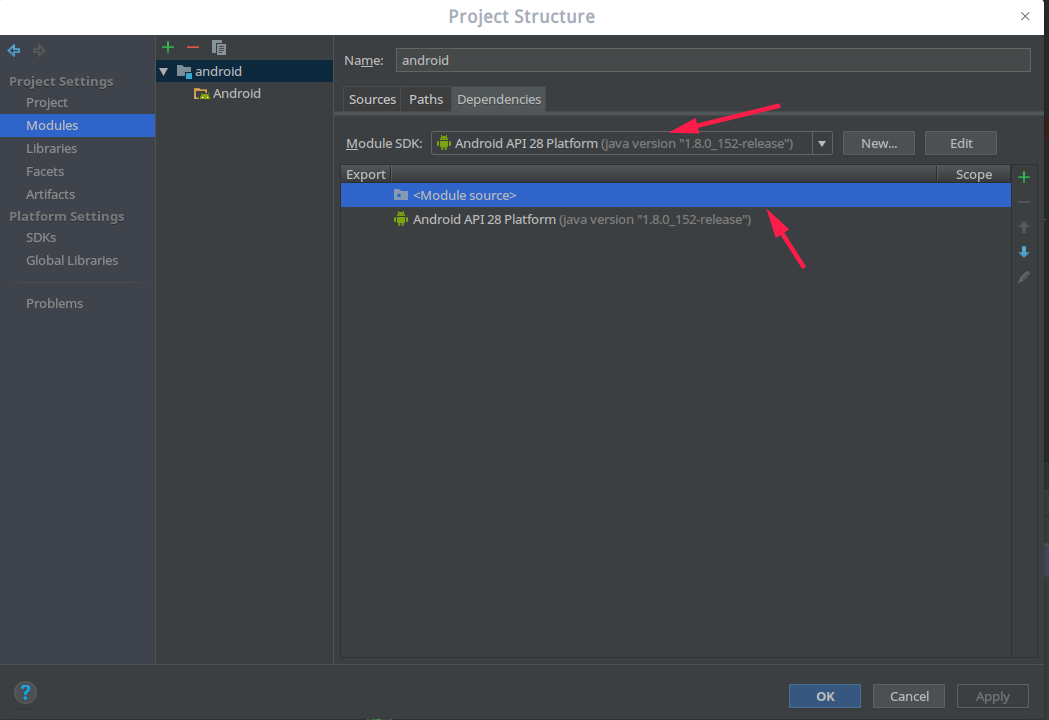 Project Structure
Project Settings
Project
Modules
Libraries
Facets
Artifacts
Platform Settings
SDKs
Global Libraries
Problems
android
Android
Name: android
Sources Paths Dependencies
Module SDK: Android API 28 Platform (java version "1.8.0_152-release") New... Edit
Export Scope
<Module source>
Android API 28 Platform (java version "1.8.0_152-release")
? OK Cancel Apply